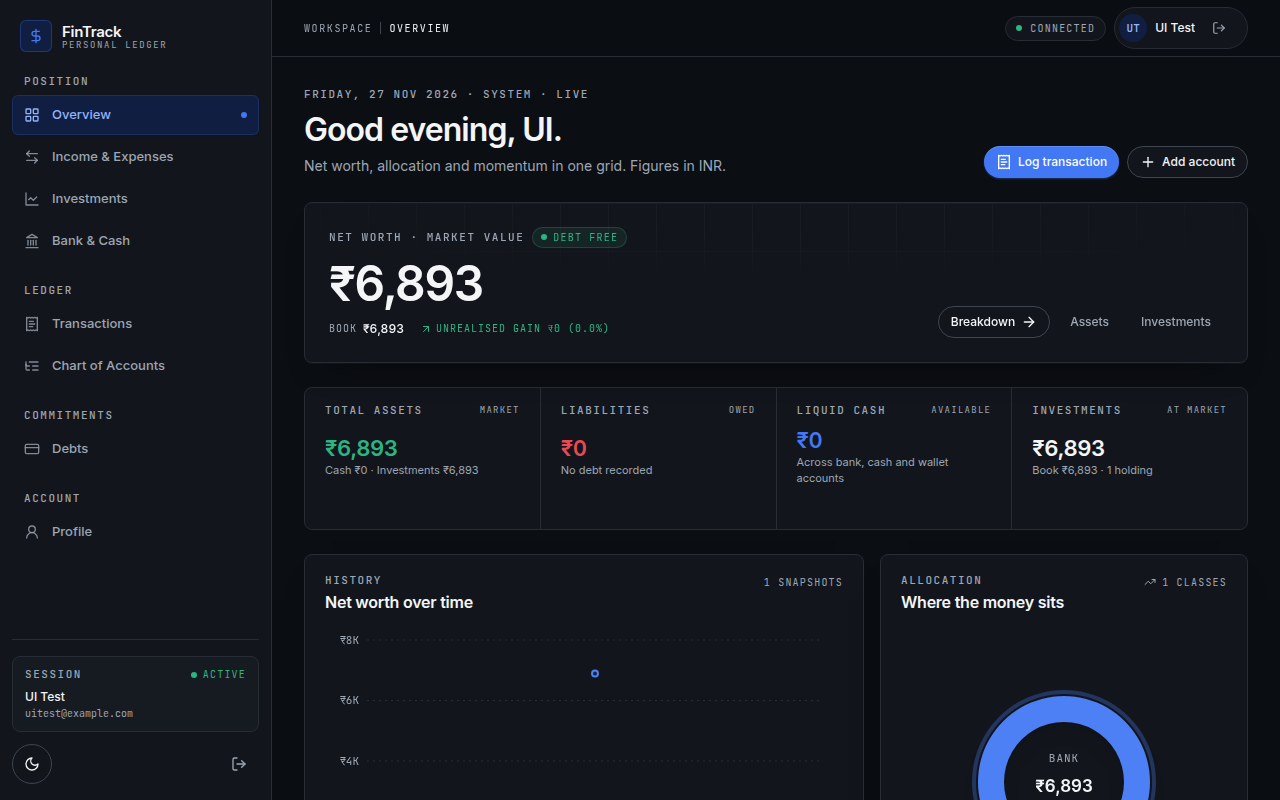 FinTrack
PERSONAL LEDGER
POSITION
Overview
Income & Expenses
Investments
Bank & Cash
LEDGER
Transactions
Chart of Accounts
COMMITMENTS
Debts
ACCOUNT
Profile
SESSION
ACTIVE
UI Test
uitest@example.com
WORKSPACE | OVERVIEW
CONNECTED
UT UI Test
FRIDAY, 27 NOV 2026 · SYSTEM · LIVE
Good evening, UI.
Net worth, allocation and momentum in one grid. Figures in INR.
Log transaction
Add account
NET WORTH · MARKET VALUE
DEBT FREE
₹6,893
BOOK ₹6,893
UNREALISED GAIN ₹0 (0.0%)
Breakdown
Assets
Investments
TOTAL ASSETS
MARKET
₹6,893
Cash ₹0 · Investments ₹6,893
LIABILITIES
OWED
₹0
No debt recorded
LIQUID CASH
AVAILABLE
₹0
Across bank, cash and wallet
accounts
INVESTMENTS
AT MARKET
₹6,893
Book ₹6,893 · 1 holding
HISTORY
Net worth over time
1 SNAPSHOTS
₹8K
₹6K
₹4K
ALLOCATION
Where the money sits
1 CLASSES
BANK
₹6,893